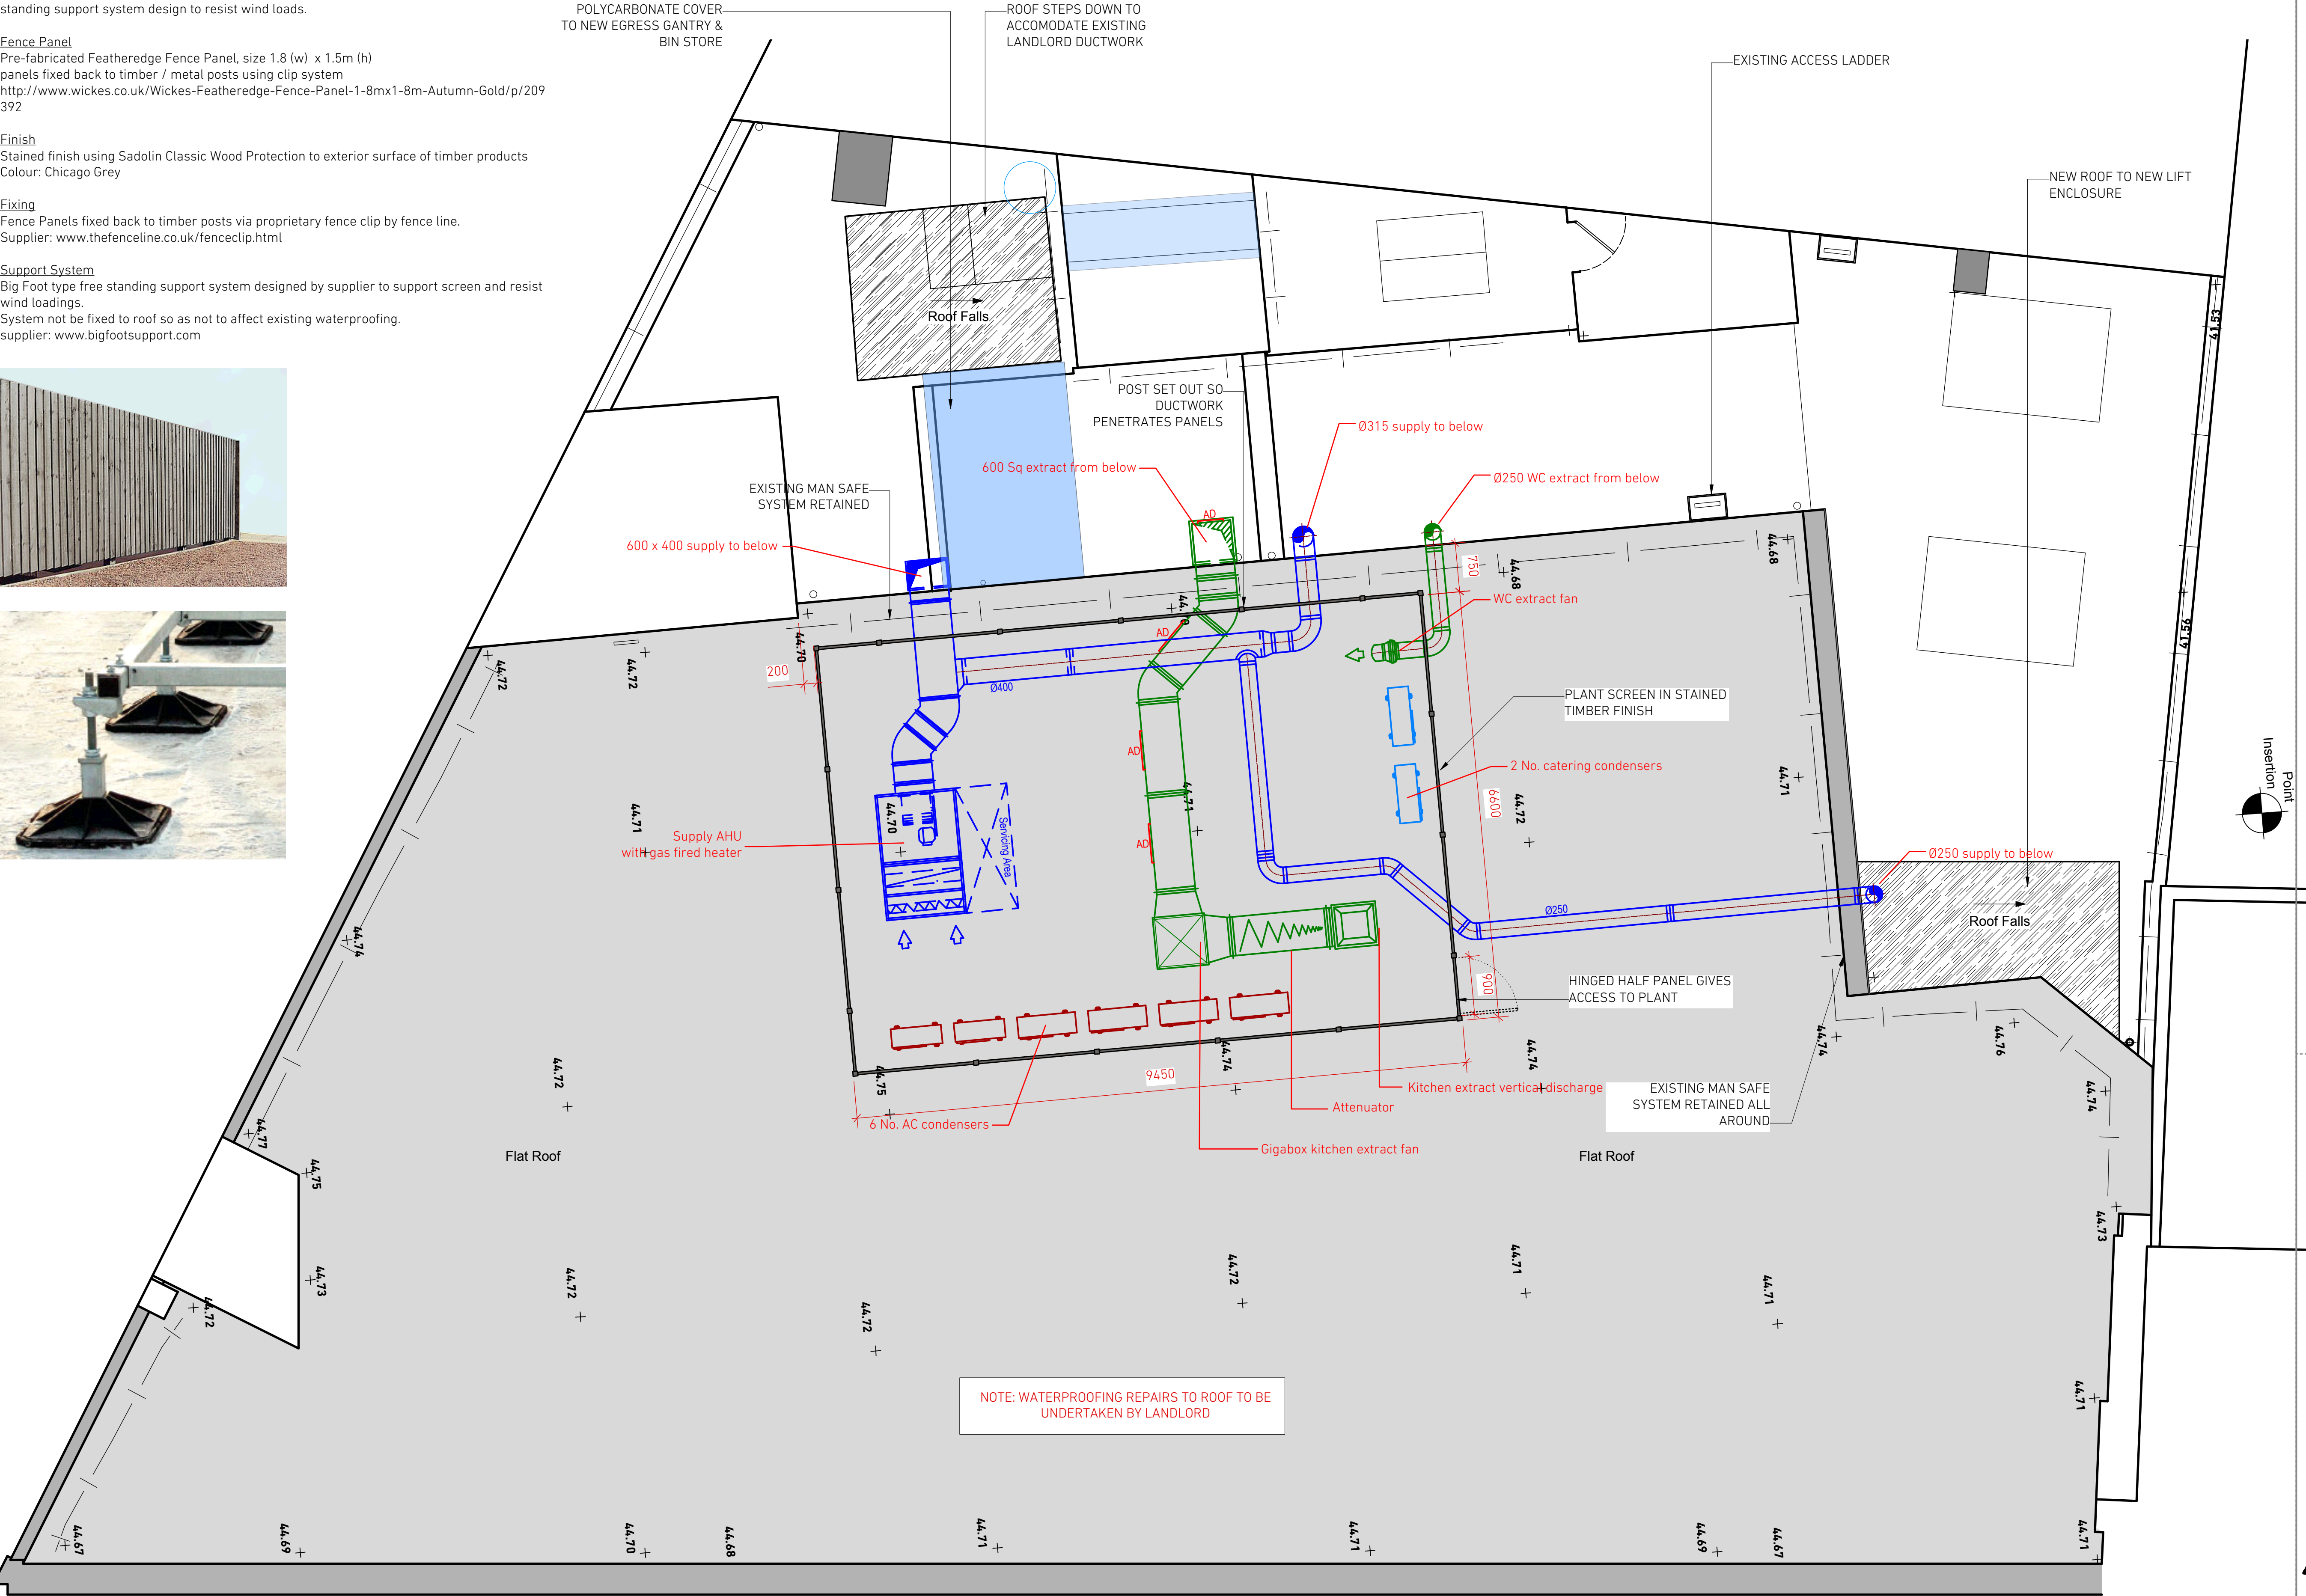 standing support system design to resist wind loads.
Fence Panel
Pre-fabricated Featheredge Fence Panel, size 1.8 (w) x 1.5m (h)
panels fixed back to timber / metal posts using clip system
http://www.wickes.co.uk/Wickes-Featheredge-Fence-Panel-1-8mx1-8m-Autumn-Gold/p/209
392
Finish
Stained finish using Sadolin Classic Wood Protection to exterior surface of timber products
Colour: Chicago Grey
Fixing
Fence Panels fixed back to timber posts via proprietary fence clip by fence line.
Supplier: www.thefenceline.co.uk/fenceclip.html
Support System
Big Foot type free standing support system designed by supplier to support screen and resist
wind loadings.
System not be fixed to roof so as not to affect existing waterproofing.
supplier: www.bigfootsupport.com
POLYCARBONATE COVER
TO NEW EGRESS GANTRY &
BIN STORE
ROOF STEPS DOWN TO
ACCOMODATE EXISTING
LANDLORD DUCTWORK
EXISTING ACCESS LADDER
NEW ROOF TO NEW LIFT
ENCLOSURE
Roof Falls
41.53
POST SET OUT SO
DUCTWORK
PENETRATES PANELS
Ø315 supply to below
600 Sq extract from below
Ø250 WC extract from below
EXISTING MAN SAFE
SYSTEM RETAINED
600 x 400 supply to below
AD
750
44.68
44.68
WC extract fan
44.
AD
44.70
44.72
44.72
200
Ø400
41.56
PLANT SCREEN IN STAINED
TIMBER FINISH
AD
2 No. catering condensers
44.71
44.71
6600
44.72
44.71
44.70
Supply AHU
with gas fired heater
Servicing Area
AD
Point
Insertion
Ø250 supply to below
Ø250
Roof Falls
44.74
HINGED HALF PANEL GIVES
ACCESS TO PLANT
900
44.74
44.76
44.72
44.75
44.74
44.74
9450
Kitchen extract vertical discharge
Attenuator
6 No. AC condensers
Gigabox kitchen extract fan
EXISTING MAN SAFE
SYSTEM RETAINED ALL
AROUND
44.74
44.77
44.75
Flat Roof
Flat Roof
44.73
44.73
44.72
44.72
44.72
44.72
44.71
44.71
NOTE: WATERPROOFING REPAIRS TO ROOF TO BE
UNDERTAKEN BY LANDLORD
44.71
44.67
44.69
44.70
44.68
44.71
44.71
44.69
44.67
44.71